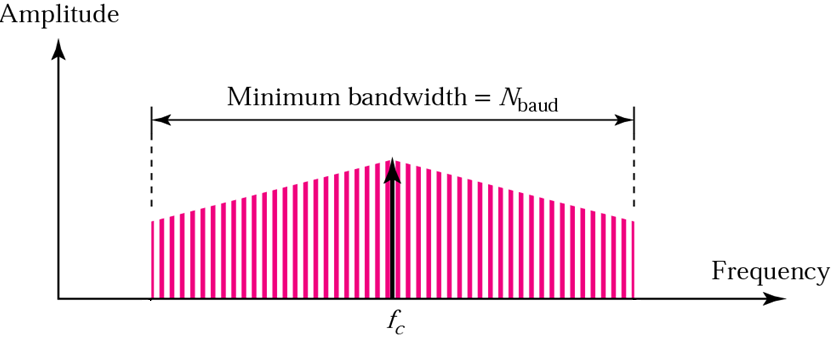 Amplitude
Minimum bandwidth = N_baud
Frequency
f_c